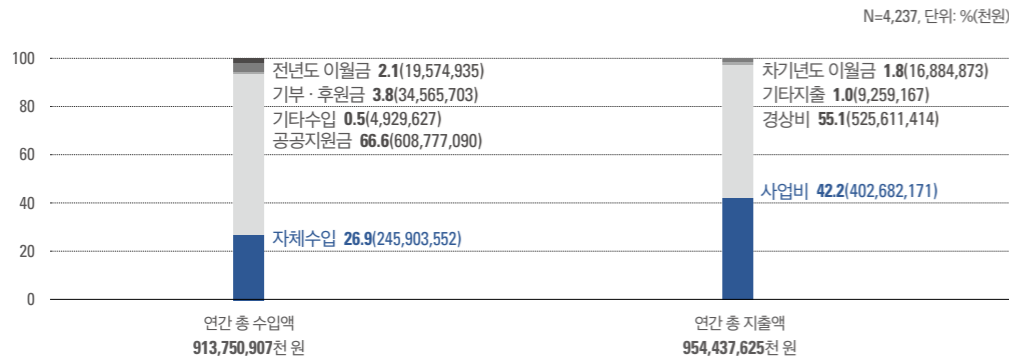 N=4,237, 단위: %(천원)
100
80
60
40
20
0
전년도 이월금 2.1(19,574,935)
기부·후원금 3.8(34,565,703)
기타수입 0.5(4,929,627)
공공지원금 66.6(608,777,090)
자체수입 26.9(245,903,552)
차기년도 이월금 1.8(16,884,873)
기타지출 1.0(9,259,167)
경상비 55.1(525,611,414)
사업비 42.2(402,682,171)
연간 총 수입액
913,750,907천 원
연간 총 지출액
954,437,625천 원